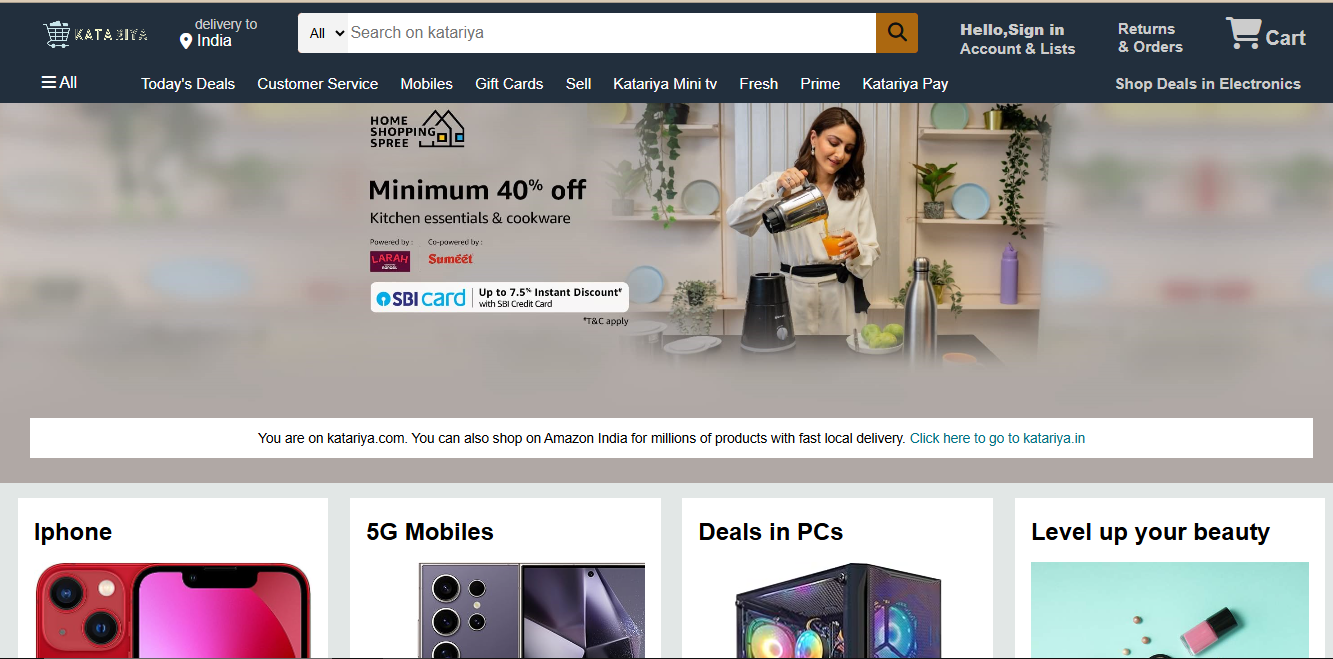 KATARIYA
delivery to
India
All
Search on katariya
Hello,Sign in
Account & Lists
Returns
& Orders
Cart
All
Today's Deals
Customer Service
Mobiles
Gift Cards
Sell
Katariya Mini tv
Fresh
Prime
Katariya Pay
Shop Deals in Electronics
HOME
SHOPPING
SPREE
Minimum 40% off
Kitchen essentials & cookware
Powered by :
Co-powered by :
LARAH
Sumeet
SBI card
Up to 7.5% Instant Discount*
with SBI Credit Card
*T&C apply
You are on katariya.com. You can also shop on Amazon India for millions of products with fast local delivery. Click here to go to katariya.in
Iphone
5G Mobiles
Deals in PCs
Level up your beauty